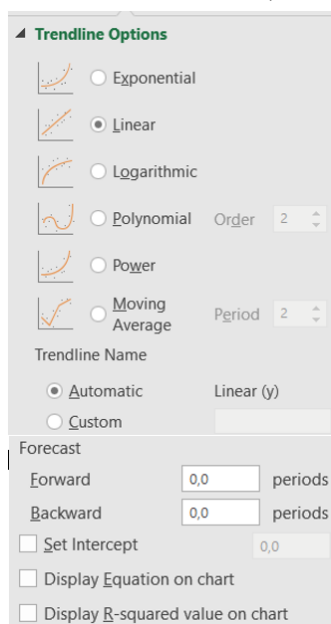 Trendline Options
Exponential
Linear
Logarithmic
Polynomial Order 2
Power
Moving
Average Period 2
Trendline Name
Automatic Linear (y)
Custom
Forecast
Forward 0,0 periods
Backward 0,0 periods
Set Intercept 0,0
Display Equation on chart
Display R-squared value on chart